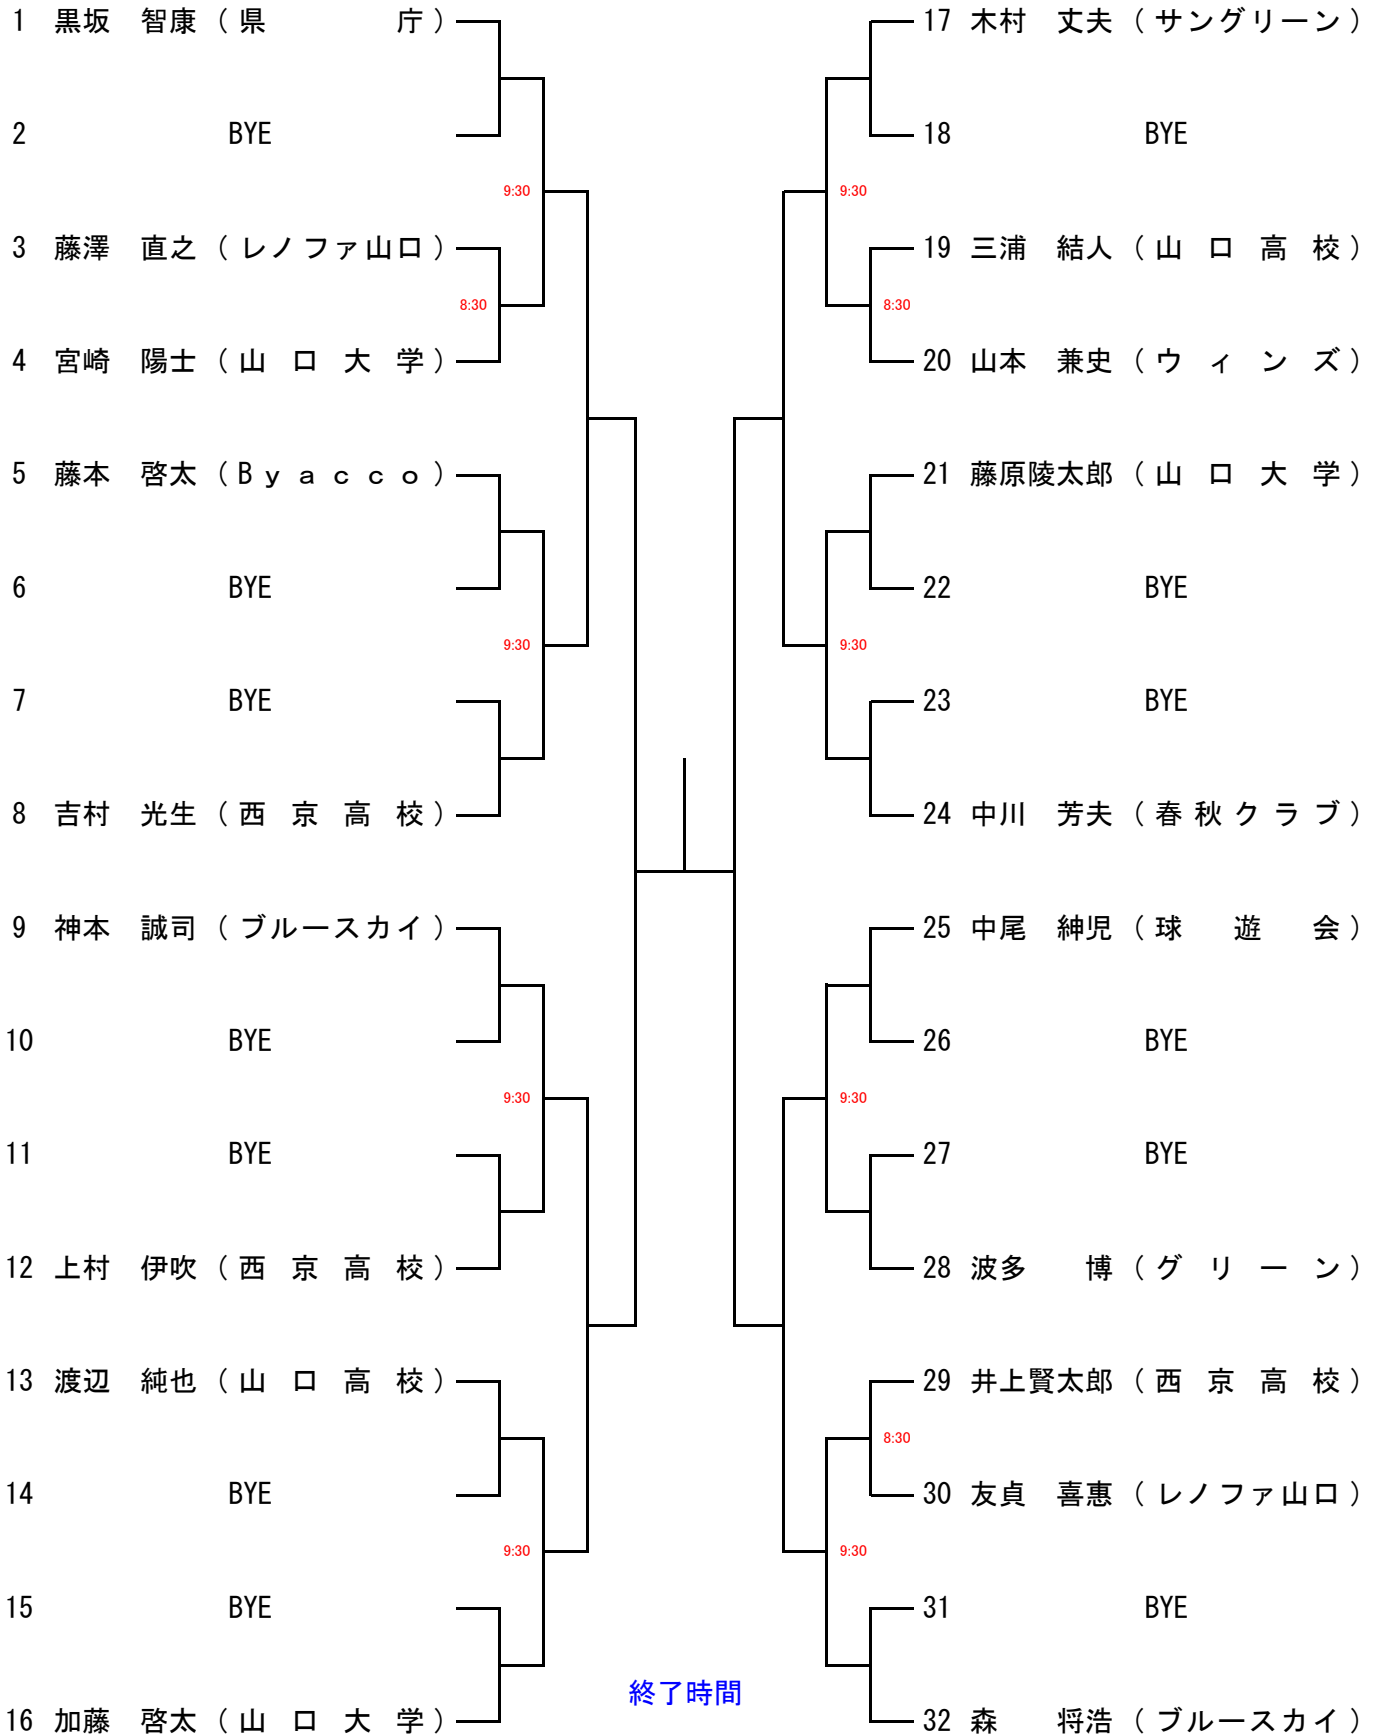 1 黒坂 智康 (県 庁)
2 BYE
9:30
3 藤澤 直之 (レノファ山口)
8:30
4 宮崎 陽士 (山 口 大 学)
5 藤本 啓太 (Byacco)
6 BYE
9:30
7 BYE
8 吉村 光生 (西 京 高 校)
9 神本 誠司 (ブルースカイ)
10 BYE
9:30
11 BYE
12 上村 伊吹 (西 京 高 校)
13 渡辺 純也 (山 口 高 校)
14 BYE
9:30
15 BYE
16 加藤 啓太 (山 口 大 学)
17 木村 丈夫 (サングリーン)
18 BYE
9:30
19 三浦 結人 (山 口 高 校)
8:30
20 山本 兼史 (ウ ィ ン ズ)
21 藤原陵太郎 (山 口 大 学)
22 BYE
9:30
23 BYE
24 中川 芳夫 (春秋クラブ)
25 中尾 紳児 (球 遊 会)
26 BYE
9:30
27 BYE
28 波多 博 (グ リ ー ン)
29 井上賢太郎 (西 京 高 校)
8:30
30 友貞 喜惠 (レノファ山口)
9:30
31 BYE
32 森 将浩 (ブルースカイ)
終了時間